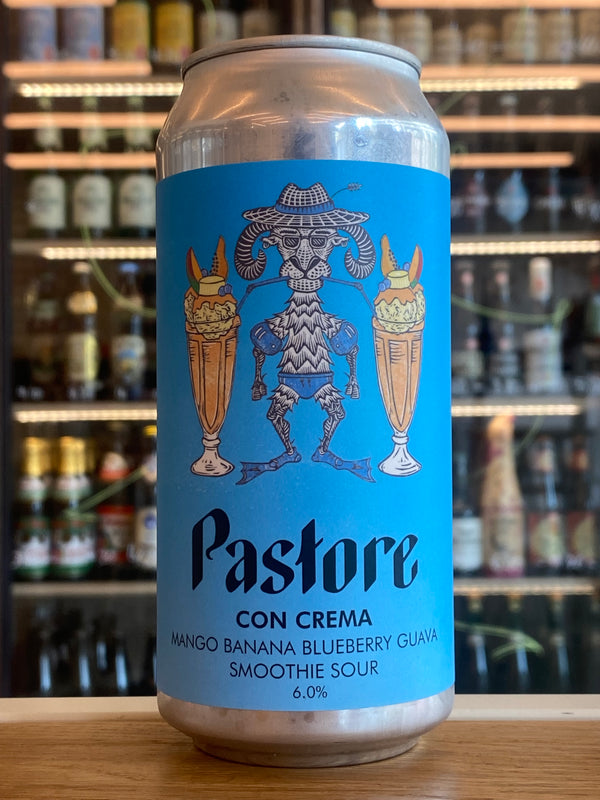 Pastore
CON CREMA
MANGO BANANA BLUEBERRY GUAVA
SMOOTHIE SOUR
6.0%